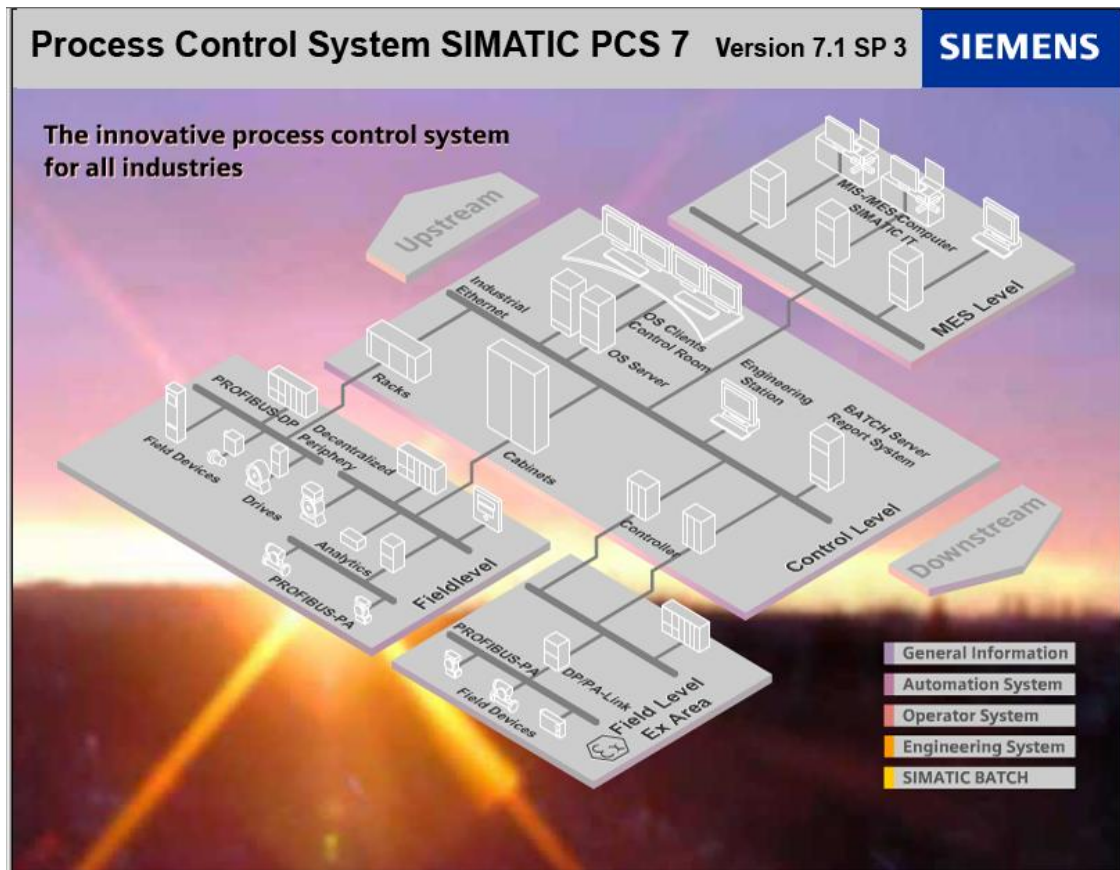 Process Control System SIMATIC PCS 7 Version 7.1 SP 3
SIEMENS
The innovative process control system
for all industries
Upstream
MIS-/MES-Computer
SIMATIC IT
MES Level
Industrial
Ethernet
OS Clients
Control Room
OS Server
Engineering
Station
BATCH Server
Report System
Racks
Cabinets
Controller
Control Level
Downstream
PROFIBUS-DP
Decentralized
Periphery
Field Devices
Drives
Analytics
PROFIBUS-PA
Fieldlevel
PROFIBUS-PA
DP/PA-Link
Field Devices
Field Level
Ex Area
εx
General Information
Automation System
Operator System
Engineering System
SIMATIC BATCH